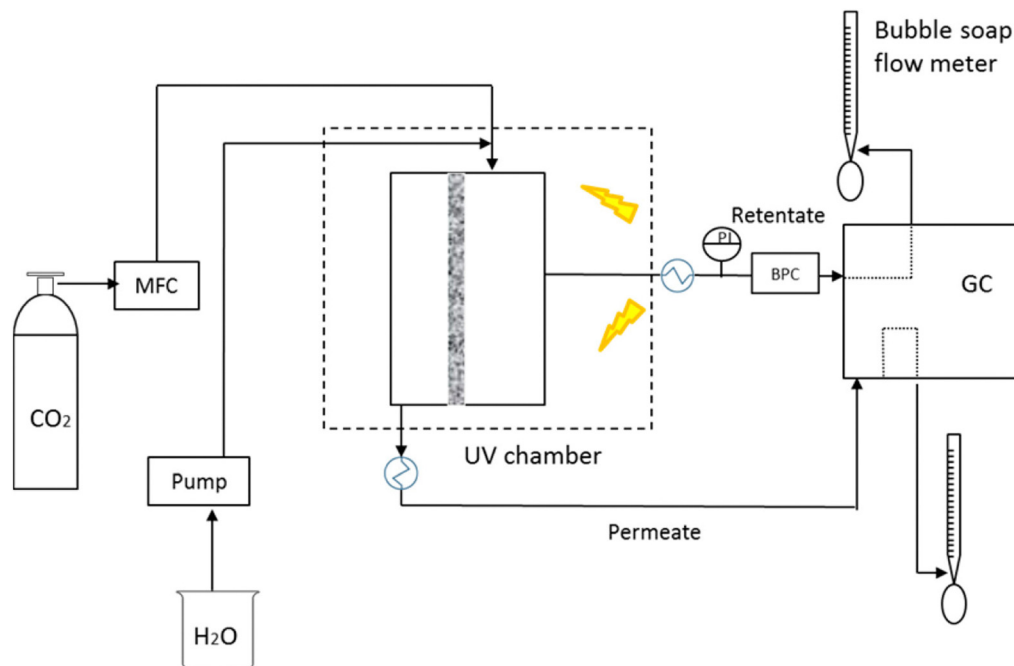 Bubble soap
flow meter
Retentate
PI
MFC
BPC
GC
CO₂
UV chamber
Pump
Permeate
H₂O